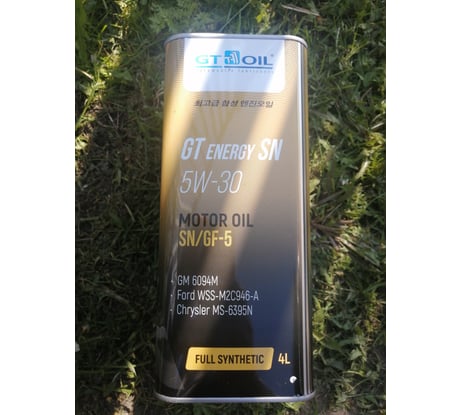 GT OIL®
최고급 합성 엔진오일
GT ENERGY SN
5W-30
MOTOR OIL
SN/GF-5
- GM 6094M
- Ford WSS-M2C946-A
- Chrysler MS-6395N
FULL SYNTHETIC 4L